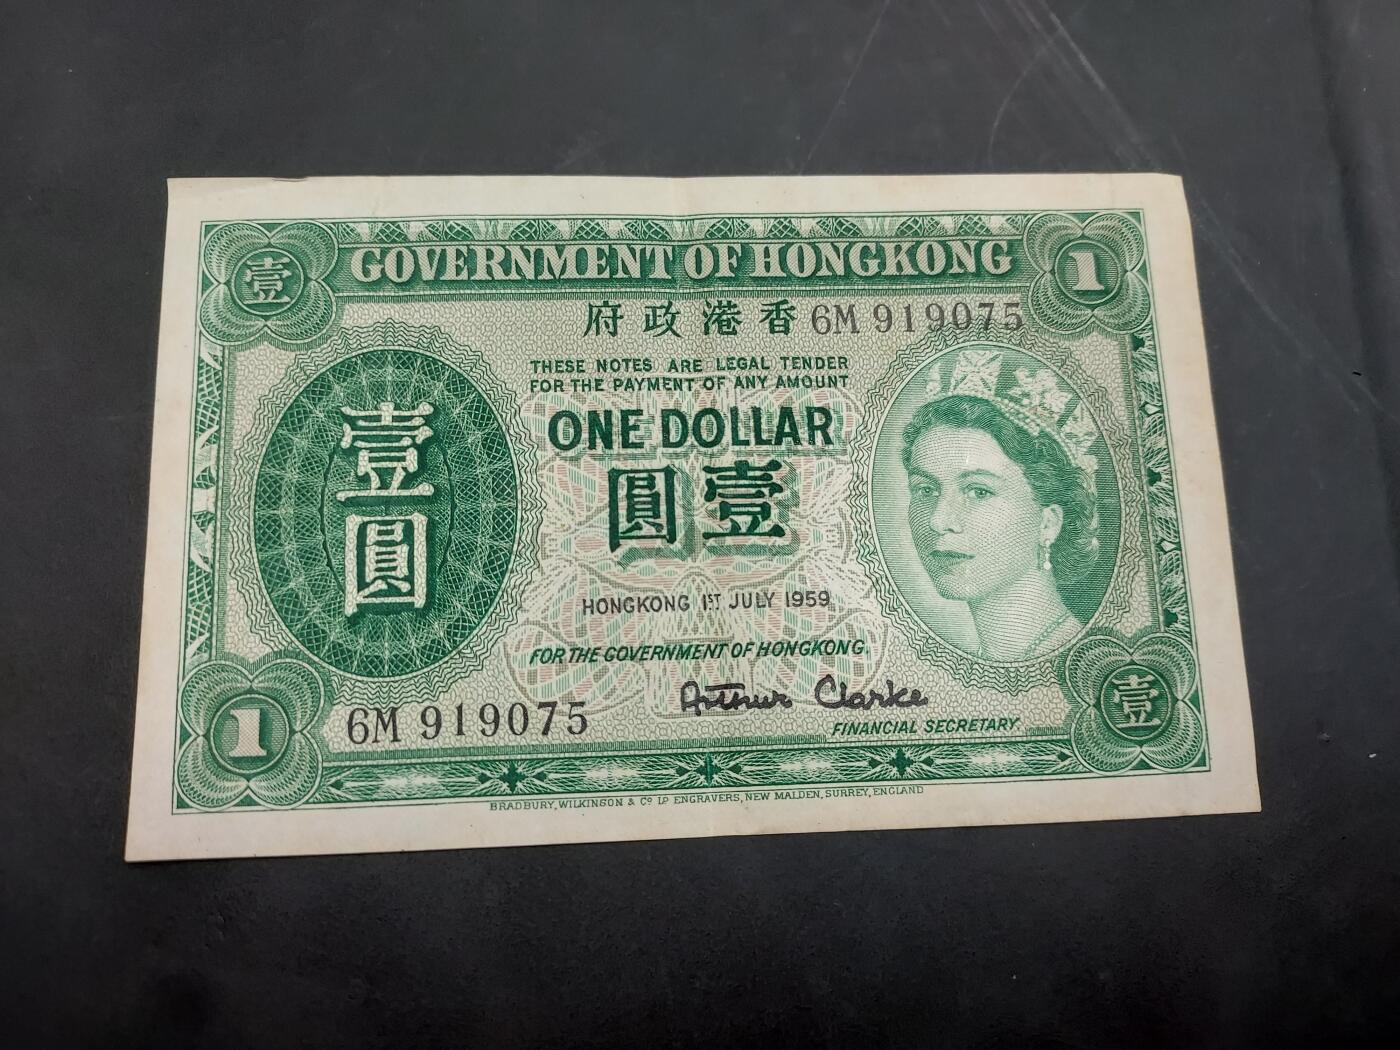 壹 GOVERNMENT OF HONGKONG 1
府政港香 6M 919075
THESE NOTES ARE LEGAL TENDER
FOR THE PAYMENT OF ANY AMOUNT
ONE DOLLAR
圓壹
壹
圓
HONGKONG 1ST JULY 1959
FOR THE GOVERNMENT OF HONGKONG.
Arthur Clarke
FINANCIAL SECRETARY
1 6M 919075 壹
BRADBURY, WILKINSON & Co. LD. ENGRAVERS, NEW MALDEN, SURREY, ENGLAND